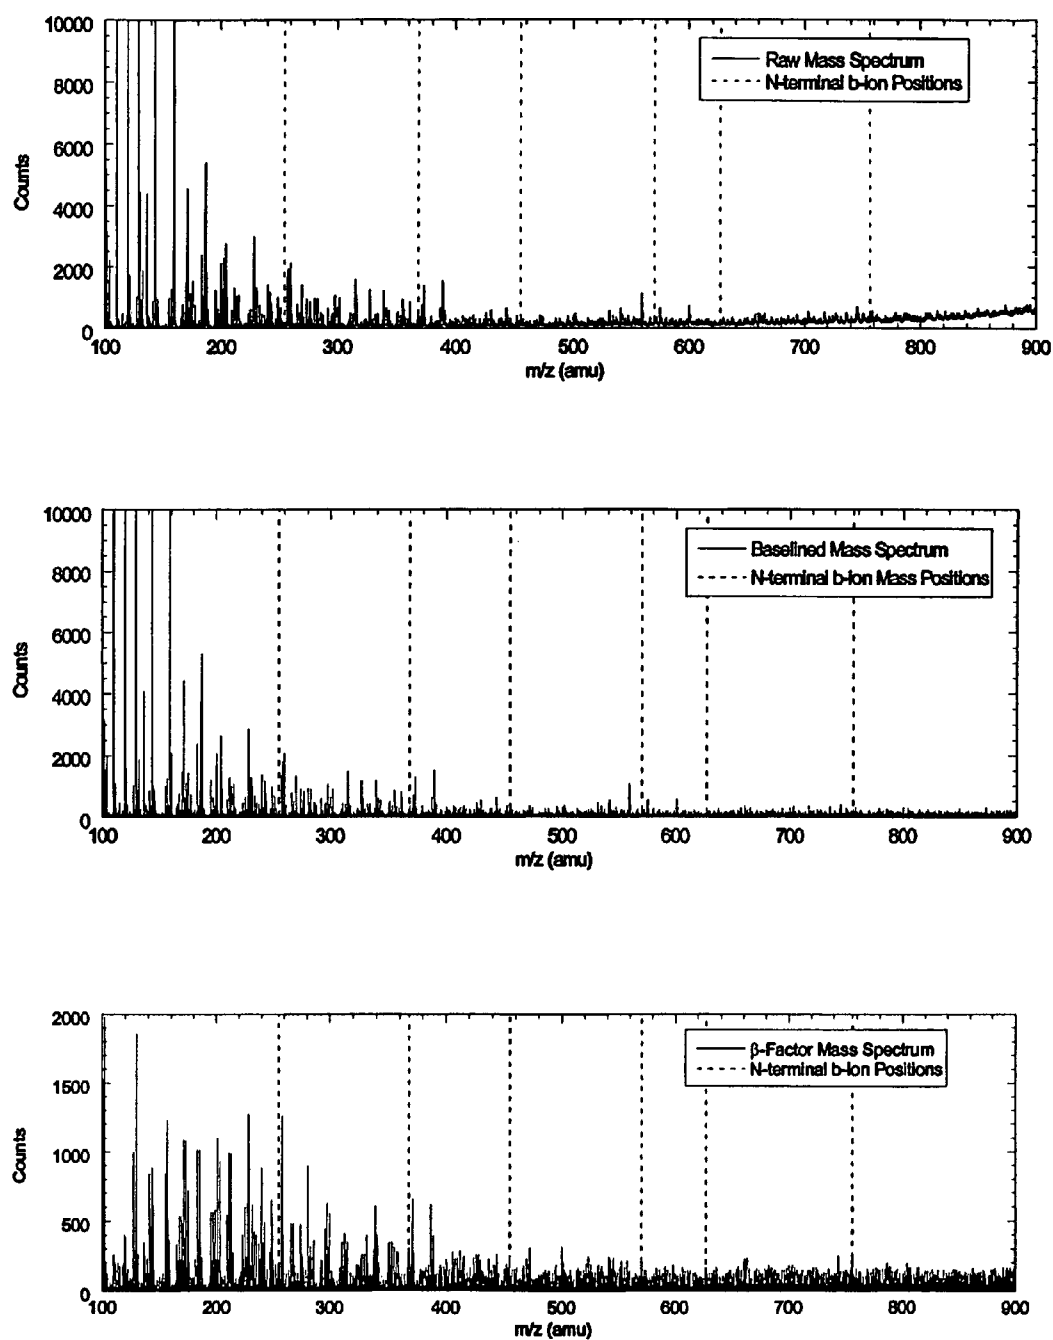 10000
8000
6000
4000
2000
0
Counts
Raw Mass Spectrum
N-terminal b-Ion Positions
100 200 300 400 500 600 700 800 900
m/z (amu)
10000
8000
6000
4000
2000
0
Counts
Baselined Mass Spectrum
N-terminal b-Ion Mass Positions
100 200 300 400 500 600 700 800 900
m/z (amu)
2000
1500
1000
500
0
Counts
β-Factor Mass Spectrum
N-terminal b-Ion Positions
100 200 300 400 500 600 700 800 900
m/z (amu)